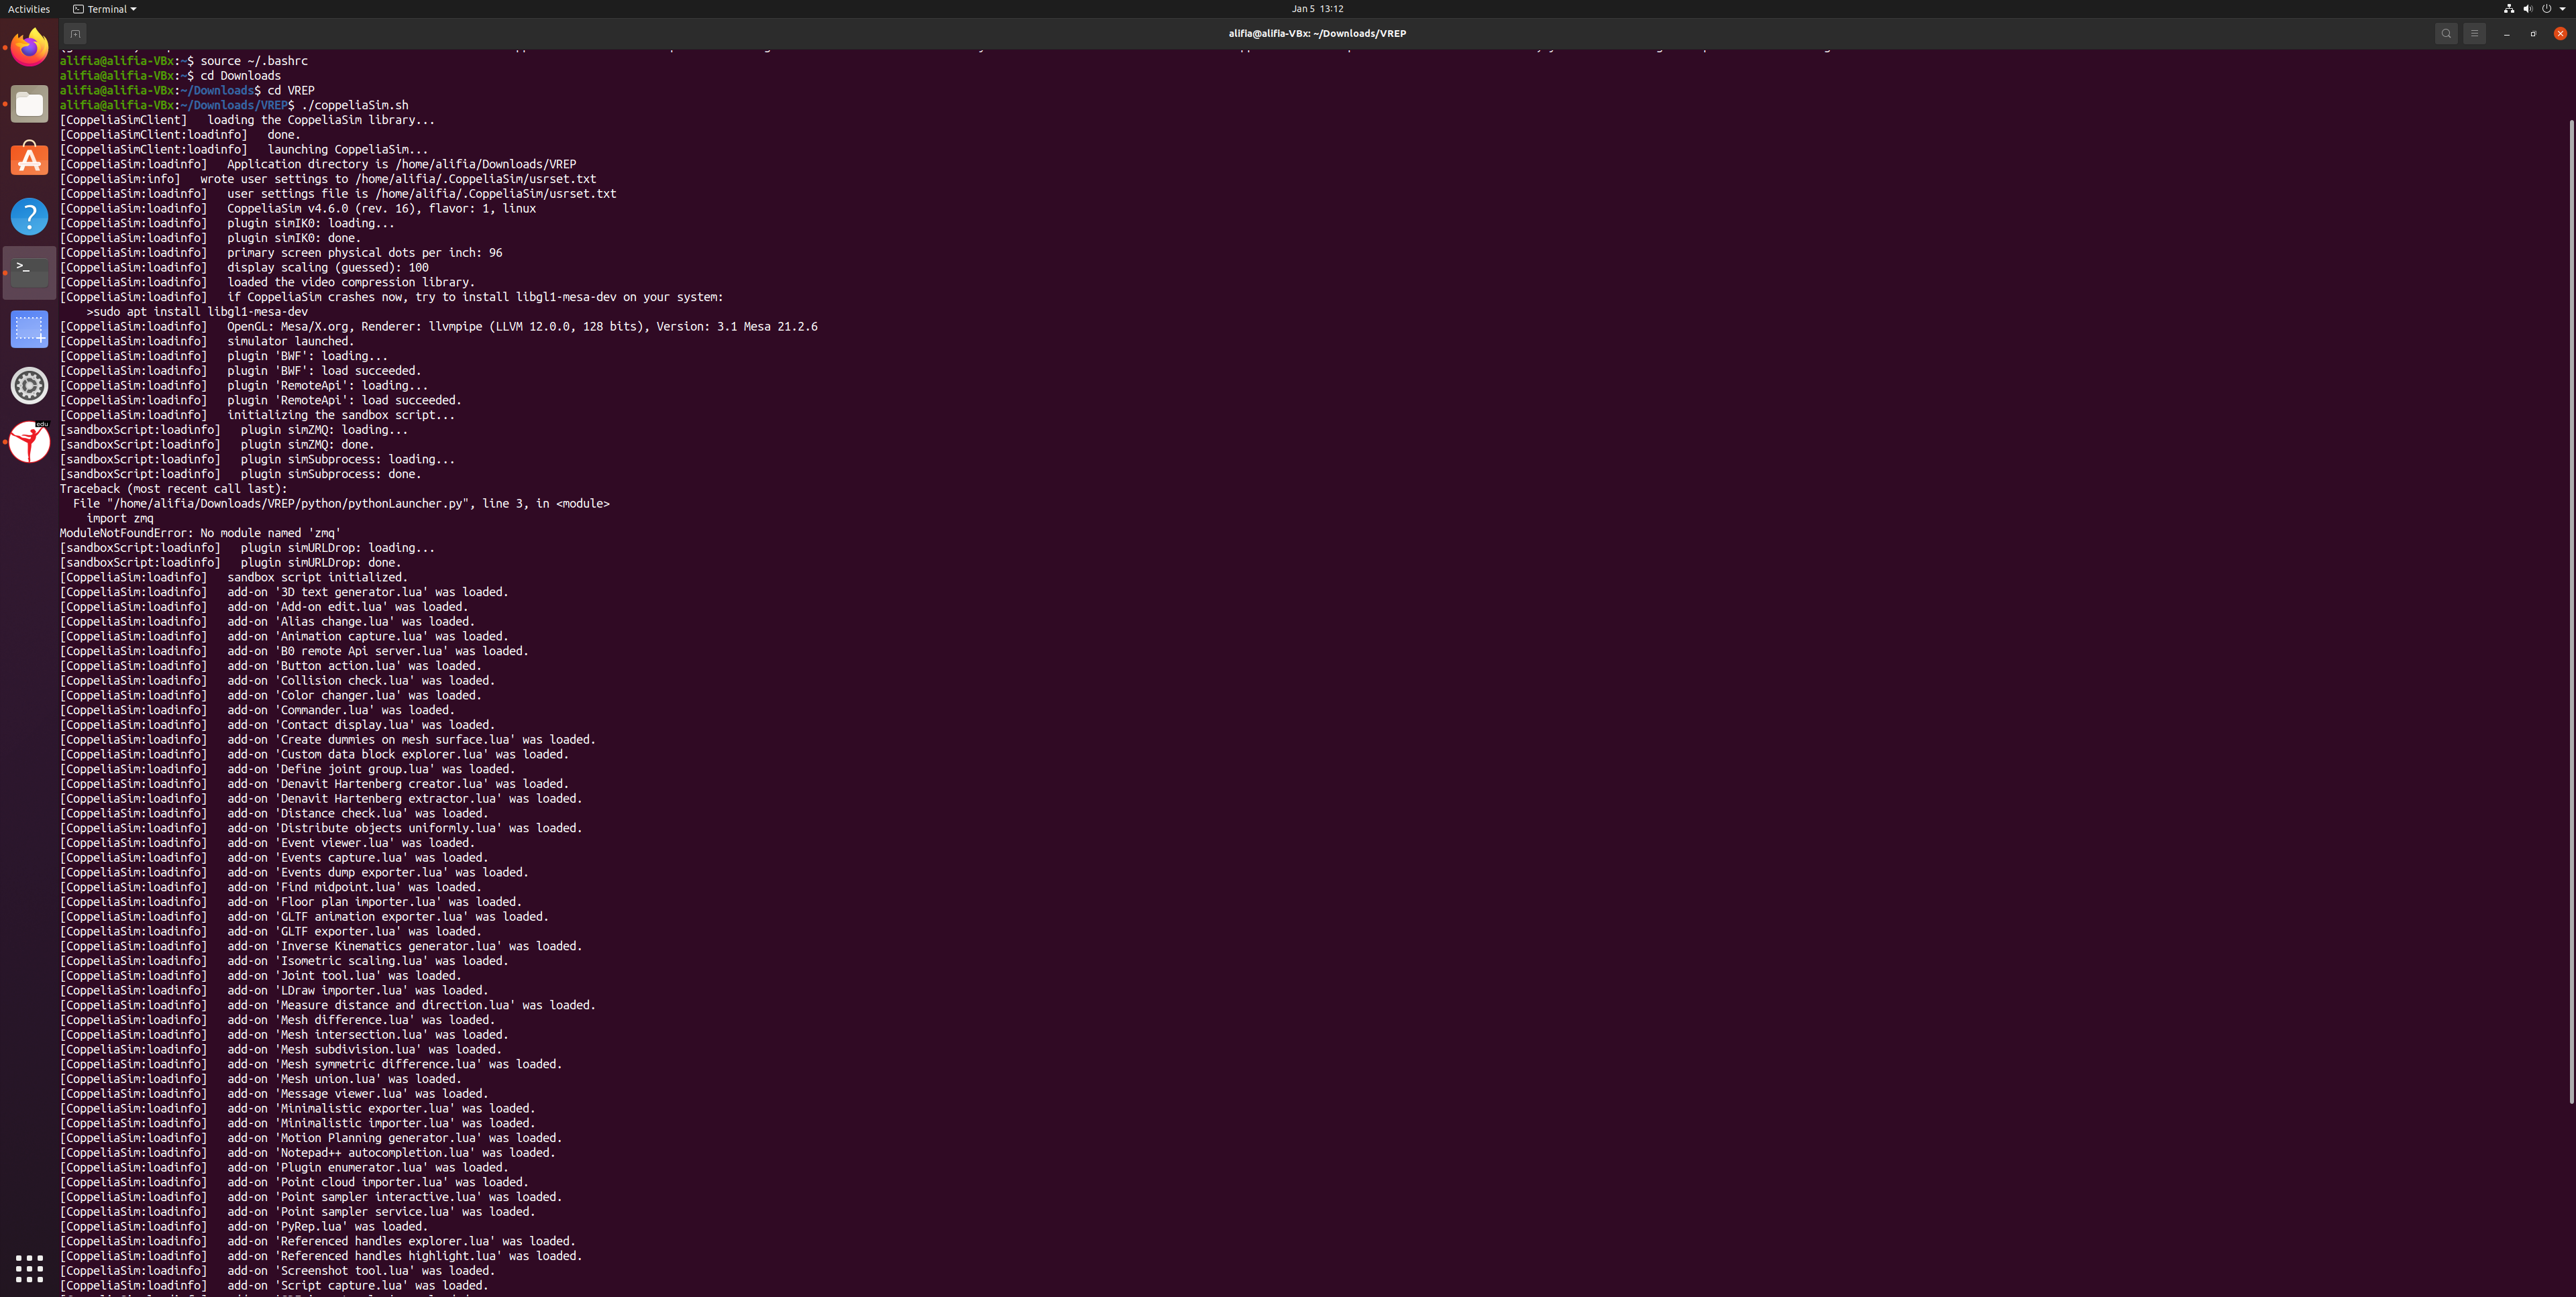 Activities
Terminal
Jan 5 13:12
alifia@alifia-VBx: ~/Downloads/VREP
alifia@alifia-VBx:~$ source ~/.bashrc
alifia@alifia-VBx:~$ cd Downloads
alifia@alifia-VBx:~/Downloads$ cd VREP
alifia@alifia-VBx:~/Downloads/VREP$ ./coppeliaSim.sh
[CoppeliaSimClient]   loading the CoppeliaSim library...
[CoppeliaSimClient:loadinfo]   done.
[CoppeliaSimClient:loadinfo]   launching CoppeliaSim...
[CoppeliaSim:loadinfo]   Application directory is /home/alifia/Downloads/VREP
[CoppeliaSim:info]   wrote user settings to /home/alifia/.CoppeliaSim/usrset.txt
[CoppeliaSim:loadinfo]   user settings file is /home/alifia/.CoppeliaSim/usrset.txt
[CoppeliaSim:loadinfo]   CoppeliaSim v4.6.0 (rev. 16), flavor: 1, linux
[CoppeliaSim:loadinfo]   plugin simIK0: loading...
[CoppeliaSim:loadinfo]   plugin simIK0: done.
[CoppeliaSim:loadinfo]   primary screen physical dots per inch: 96
[CoppeliaSim:loadinfo]   display scaling (guessed): 100
[CoppeliaSim:loadinfo]   loaded the video compression library.
[CoppeliaSim:loadinfo]   if CoppeliaSim crashes now, try to install libgl1-mesa-dev on your system:
    >sudo apt install libgl1-mesa-dev
[CoppeliaSim:loadinfo]   OpenGL: Mesa/X.org, Renderer: llvmpipe (LLVM 12.0.0, 128 bits), Version: 3.1 Mesa 21.2.6
[CoppeliaSim:loadinfo]   simulator launched.
[CoppeliaSim:loadinfo]   plugin 'BWF': loading...
[CoppeliaSim:loadinfo]   plugin 'BWF': load succeeded.
[CoppeliaSim:loadinfo]   plugin 'RemoteApi': loading...
[CoppeliaSim:loadinfo]   plugin 'RemoteApi': load succeeded.
[CoppeliaSim:loadinfo]   initializing the sandbox script...
[sandboxScript:loadinfo]   plugin simZMQ: loading...
[sandboxScript:loadinfo]   plugin simZMQ: done.
[sandboxScript:loadinfo]   plugin simSubprocess: loading...
[sandboxScript:loadinfo]   plugin simSubprocess: done.
Traceback (most recent call last):
  File "/home/alifia/Downloads/VREP/python/pythonLauncher.py", line 3, in <module>
    import zmq
ModuleNotFoundError: No module named 'zmq'
[sandboxScript:loadinfo]   plugin simURLDrop: loading...
[sandboxScript:loadinfo]   plugin simURLDrop: done.
[CoppeliaSim:loadinfo]   sandbox script initialized.
[CoppeliaSim:loadinfo]   add-on '3D text generator.lua' was loaded.
[CoppeliaSim:loadinfo]   add-on 'Add-on edit.lua' was loaded.
[CoppeliaSim:loadinfo]   add-on 'Alias change.lua' was loaded.
[CoppeliaSim:loadinfo]   add-on 'Animation capture.lua' was loaded.
[CoppeliaSim:loadinfo]   add-on 'B0 remote Api server.lua' was loaded.
[CoppeliaSim:loadinfo]   add-on 'Button action.lua' was loaded.
[CoppeliaSim:loadinfo]   add-on 'Collision check.lua' was loaded.
[CoppeliaSim:loadinfo]   add-on 'Color changer.lua' was loaded.
[CoppeliaSim:loadinfo]   add-on 'Commander.lua' was loaded.
[CoppeliaSim:loadinfo]   add-on 'Contact display.lua' was loaded.
[CoppeliaSim:loadinfo]   add-on 'Create dummies on mesh surface.lua' was loaded.
[CoppeliaSim:loadinfo]   add-on 'Custom data block explorer.lua' was loaded.
[CoppeliaSim:loadinfo]   add-on 'Define joint group.lua' was loaded.
[CoppeliaSim:loadinfo]   add-on 'Denavit Hartenberg creator.lua' was loaded.
[CoppeliaSim:loadinfo]   add-on 'Denavit Hartenberg extractor.lua' was loaded.
[CoppeliaSim:loadinfo]   add-on 'Distance check.lua' was loaded.
[CoppeliaSim:loadinfo]   add-on 'Distribute objects uniformly.lua' was loaded.
[CoppeliaSim:loadinfo]   add-on 'Event viewer.lua' was loaded.
[CoppeliaSim:loadinfo]   add-on 'Events capture.lua' was loaded.
[CoppeliaSim:loadinfo]   add-on 'Events dump exporter.lua' was loaded.
[CoppeliaSim:loadinfo]   add-on 'Find midpoint.lua' was loaded.
[CoppeliaSim:loadinfo]   add-on 'Floor plan importer.lua' was loaded.
[CoppeliaSim:loadinfo]   add-on 'GLTF animation exporter.lua' was loaded.
[CoppeliaSim:loadinfo]   add-on 'GLTF exporter.lua' was loaded.
[CoppeliaSim:loadinfo]   add-on 'Inverse Kinematics generator.lua' was loaded.
[CoppeliaSim:loadinfo]   add-on 'Isometric scaling.lua' was loaded.
[CoppeliaSim:loadinfo]   add-on 'Joint tool.lua' was loaded.
[CoppeliaSim:loadinfo]   add-on 'LDraw importer.lua' was loaded.
[CoppeliaSim:loadinfo]   add-on 'Measure distance and direction.lua' was loaded.
[CoppeliaSim:loadinfo]   add-on 'Mesh difference.lua' was loaded.
[CoppeliaSim:loadinfo]   add-on 'Mesh intersection.lua' was loaded.
[CoppeliaSim:loadinfo]   add-on 'Mesh subdivision.lua' was loaded.
[CoppeliaSim:loadinfo]   add-on 'Mesh symmetric difference.lua' was loaded.
[CoppeliaSim:loadinfo]   add-on 'Mesh union.lua' was loaded.
[CoppeliaSim:loadinfo]   add-on 'Message viewer.lua' was loaded.
[CoppeliaSim:loadinfo]   add-on 'Minimalistic exporter.lua' was loaded.
[CoppeliaSim:loadinfo]   add-on 'Minimalistic importer.lua' was loaded.
[CoppeliaSim:loadinfo]   add-on 'Motion Planning generator.lua' was loaded.
[CoppeliaSim:loadinfo]   add-on 'Notepad++ autocompletion.lua' was loaded.
[CoppeliaSim:loadinfo]   add-on 'Plugin enumerator.lua' was loaded.
[CoppeliaSim:loadinfo]   add-on 'Point cloud importer.lua' was loaded.
[CoppeliaSim:loadinfo]   add-on 'Point sampler interactive.lua' was loaded.
[CoppeliaSim:loadinfo]   add-on 'Point sampler service.lua' was loaded.
[CoppeliaSim:loadinfo]   add-on 'PyRep.lua' was loaded.
[CoppeliaSim:loadinfo]   add-on 'Referenced handles explorer.lua' was loaded.
[CoppeliaSim:loadinfo]   add-on 'Referenced handles highlight.lua' was loaded.
[CoppeliaSim:loadinfo]   add-on 'Screenshot tool.lua' was loaded.
[CoppeliaSim:loadinfo]   add-on 'Script capture.lua' was loaded.
edu